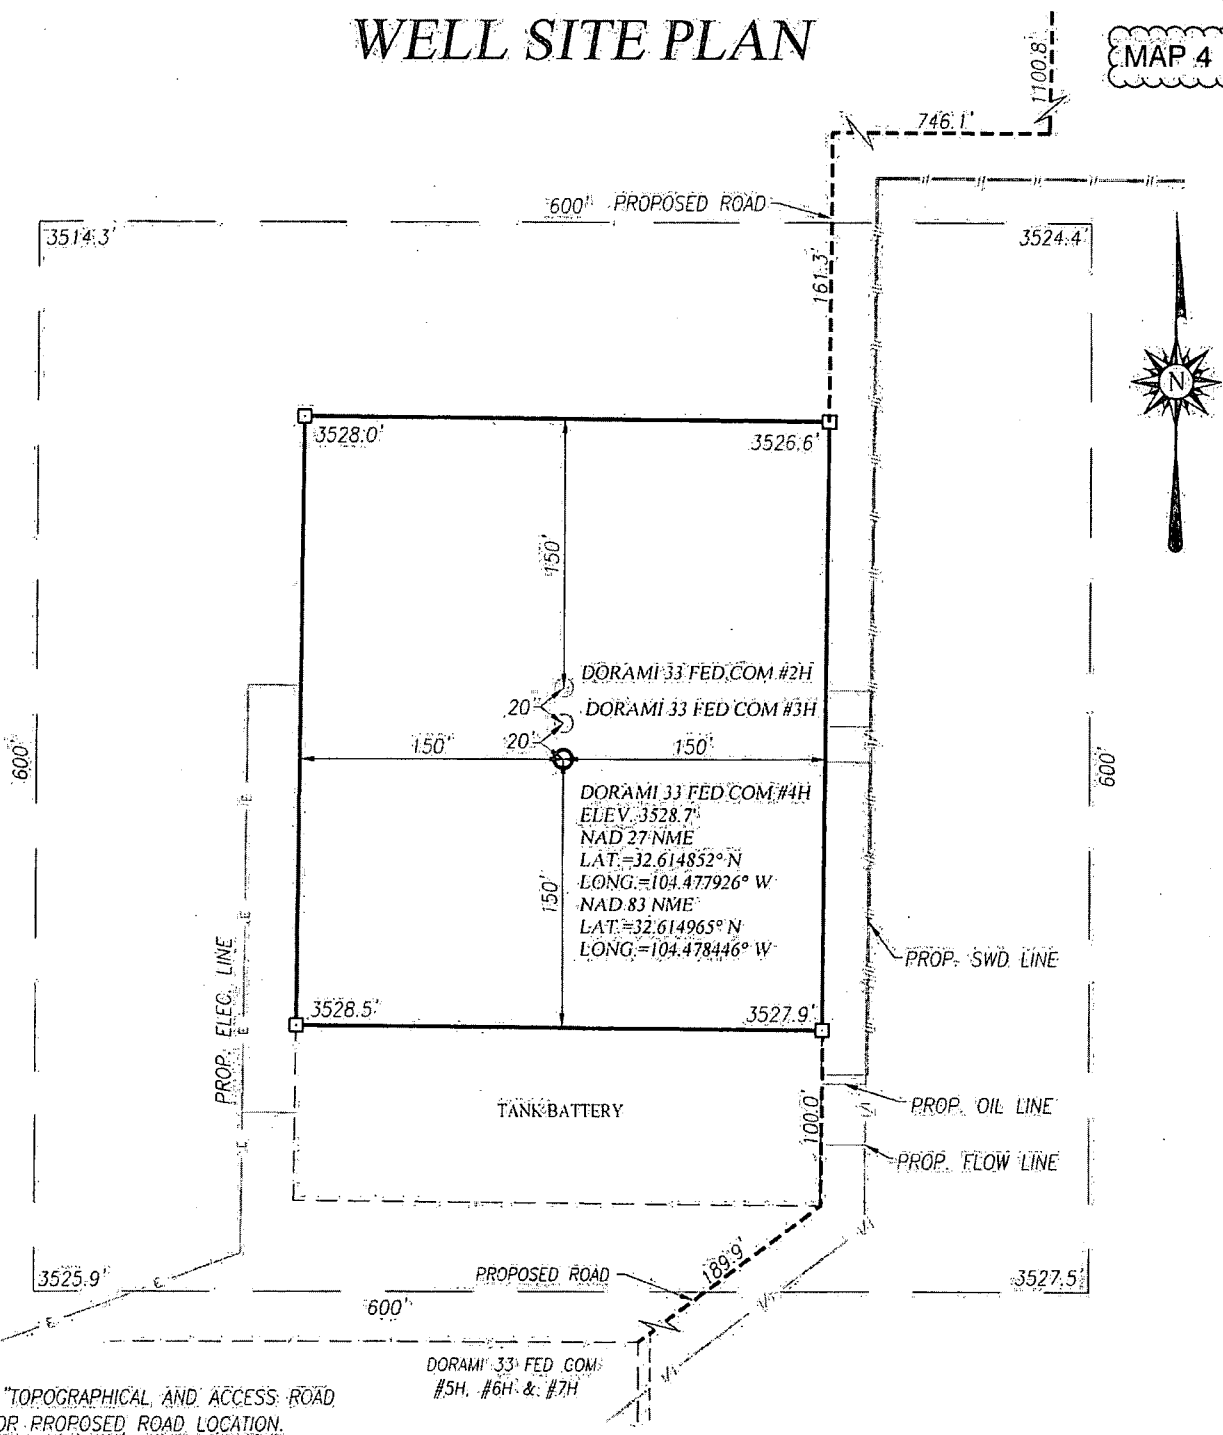 WELL SITE PLAN
MAP 4
1100.8'
746.1'
600' PROPOSED ROAD
3514.3'
3524.4'
161.3'
N
3528.0'
3526.6'
150'
DORAMI 33 FED COM #2H
20' DORAMI 33 FED COM #3H
20'
150'
150'
600'
600'
DORAMI 33 FED COM #4H
ELEV. 3528.7'
NAD 27 NME
LAT.=32.614852° N
LONG.=104.477926° W
NAD 83 NME
LAT.=32.614965° N
LONG.=104.478446° W
150'
PROP. ELEC. LINE
E
E
E
E
PROP. SWD LINE
3528.5'
3527.9'
TANK BATTERY
100.0'
PROP. OIL LINE
PROP. FLOW LINE
189.9'
3525.9'
PROPOSED ROAD
3527.5'
E
E
600'
DORAMI 33 FED COM
#5H, #6H & #7H
"TOPOGRAPHICAL AND ACCESS ROAD
OR PROPOSED ROAD LOCATION.